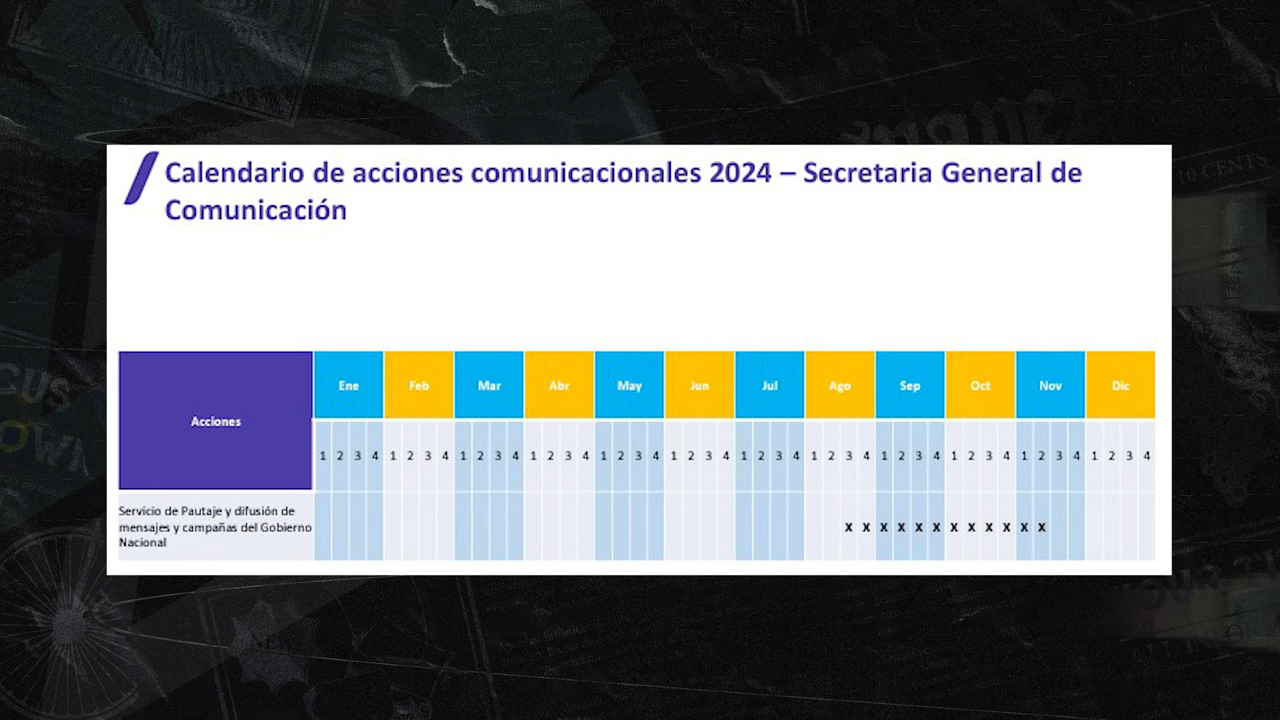 Calendario de acciones comunicacionales 2024 – Secretaria General de
Comunicación
Acciones
Ene Feb Mar Abr May Jun Jul Ago Sep Oct Nov Dic
1 2 3 4 1 2 3 4 1 2 3 4 1 2 3 4 1 2 3 4 1 2 3 4 1 2 3 4 1 2 3 4 1 2 3 4 1 2 3 4 1 2 3 4 1 2 3 4
Servicio de Pautaje y difusión de
mensajes y campañas del Gobierno
Nacional
x x x x x x x x x x x x
10 CENTS